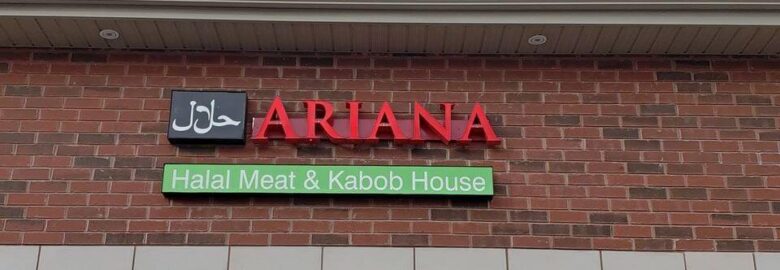 حلال ARIANA
Halal Meat & Kabob House